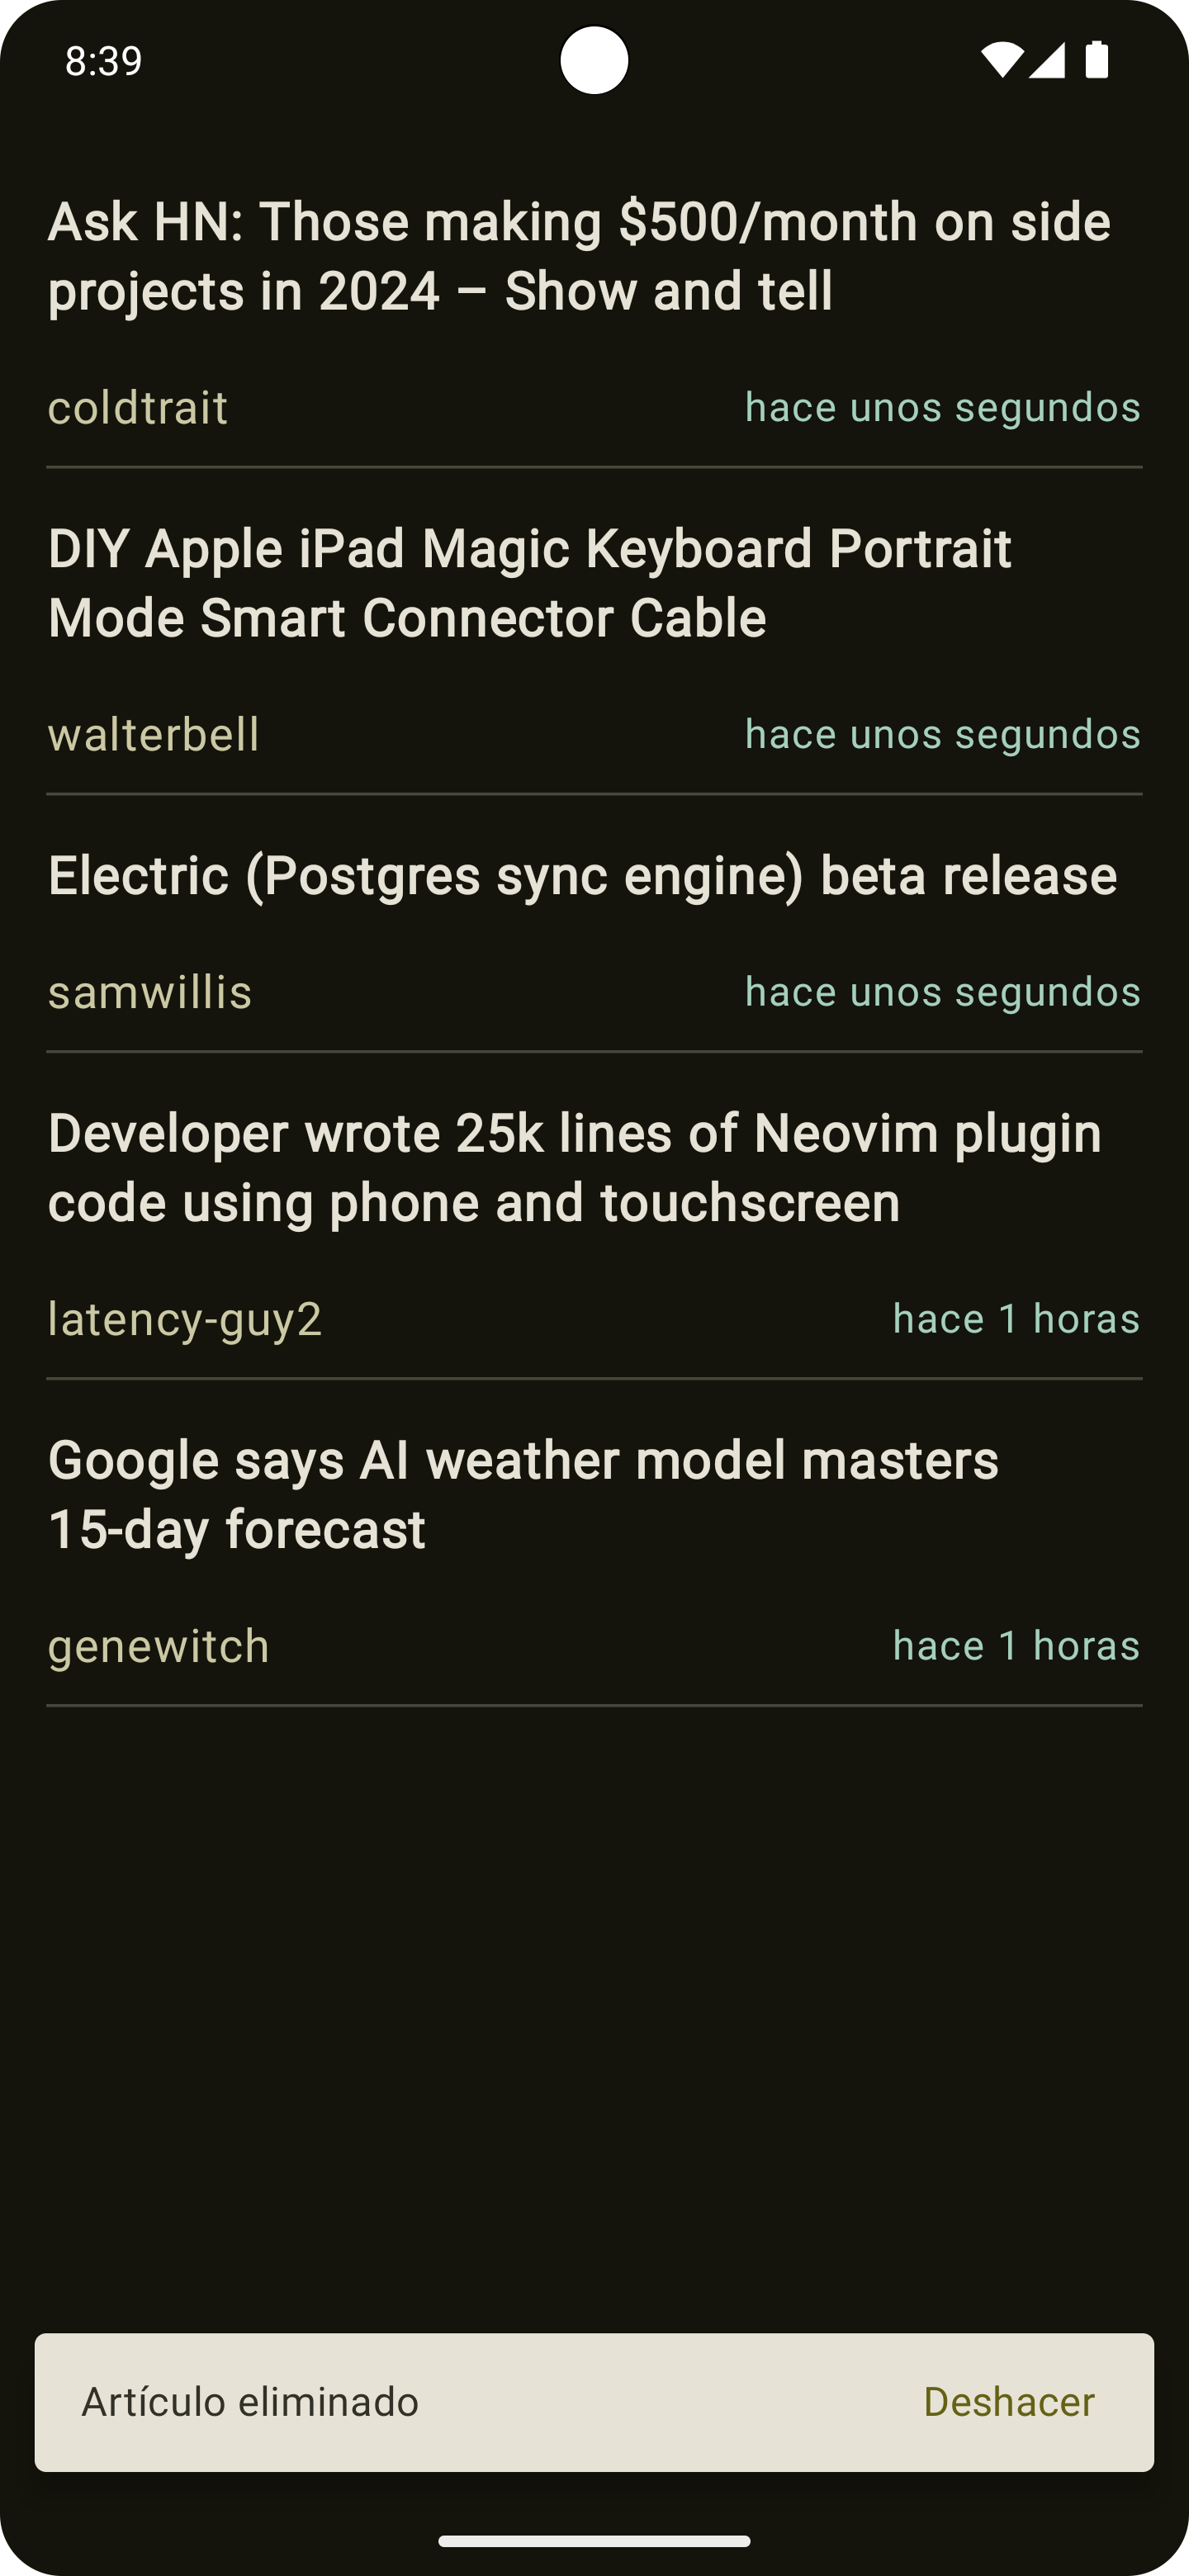 8:39
Ask HN: Those making $500/month on side
projects in 2024 – Show and tell
coldtrait
hace unos segundos
DIY Apple iPad Magic Keyboard Portrait
Mode Smart Connector Cable
walterbell
hace unos segundos
Electric (Postgres sync engine) beta release
samwillis
hace unos segundos
Developer wrote 25k lines of Neovim plugin
code using phone and touchscreen
latency-guy2
hace 1 horas
Google says AI weather model masters
15-day forecast
genewitch
hace 1 horas
Artículo eliminado
Deshacer